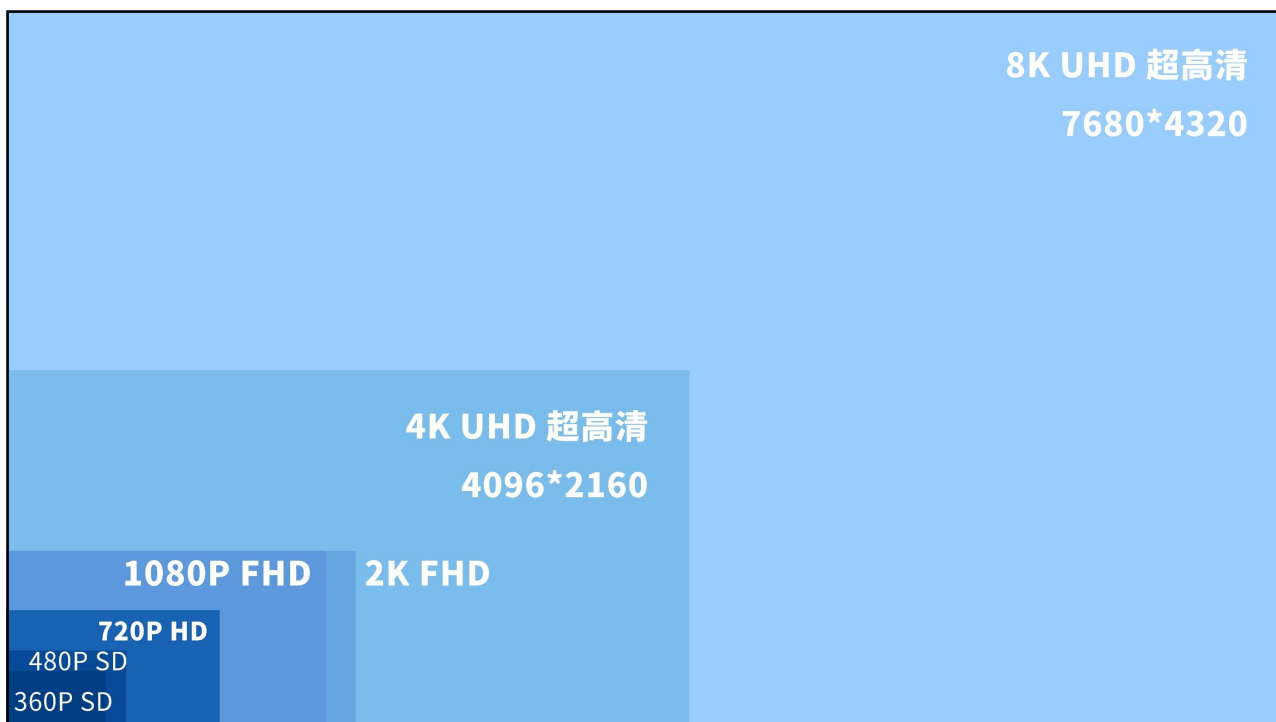 8K UHD 超高清
7680*4320
4K UHD 超高清
4096*2160
1080P FHD
2K FHD
720P HD
480P SD
360P SD